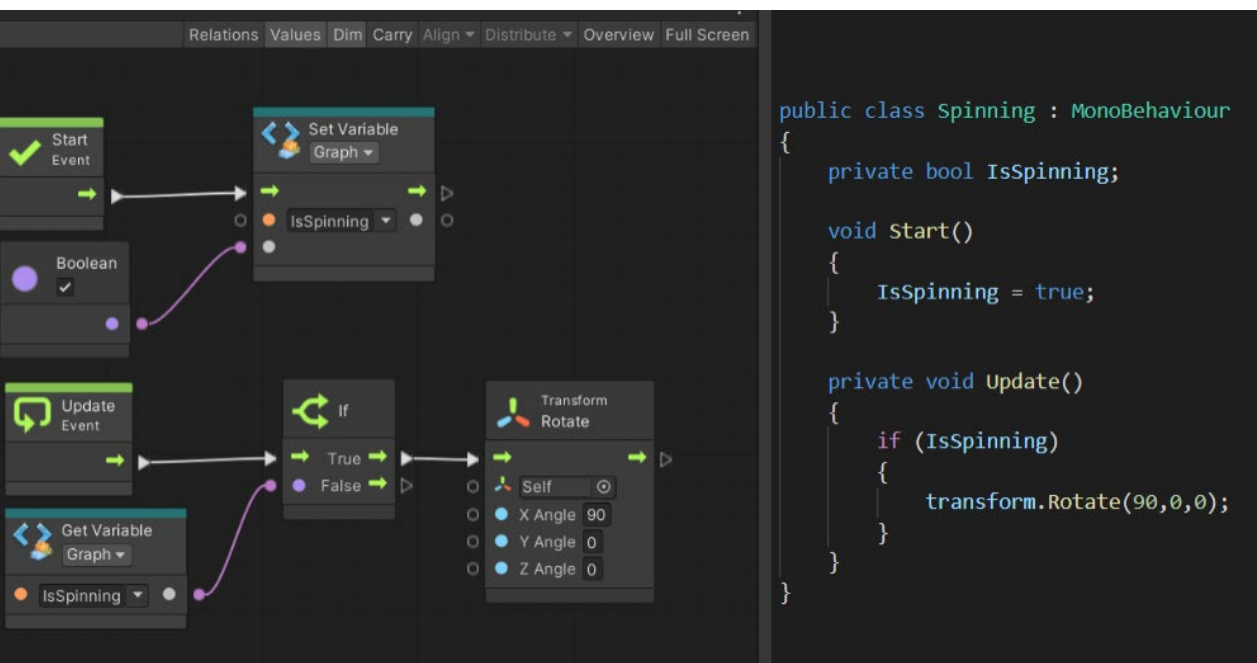 Relations Values Dim Carry Align Distribute Overview Full Screen
Start
Event
Set Variable
Graph
IsSpinning
Boolean
Update
Event
If
True
False
Transform
Rotate
Self
X Angle 90
Y Angle 0
Z Angle 0
Get Variable
Graph
IsSpinning
public class Spinning : MonoBehaviour
{
    private bool IsSpinning;

    void Start()
    {
        IsSpinning = true;
    }

    private void Update()
    {
        if (IsSpinning)
        {
            transform.Rotate(90,0,0);
        }
    }
}